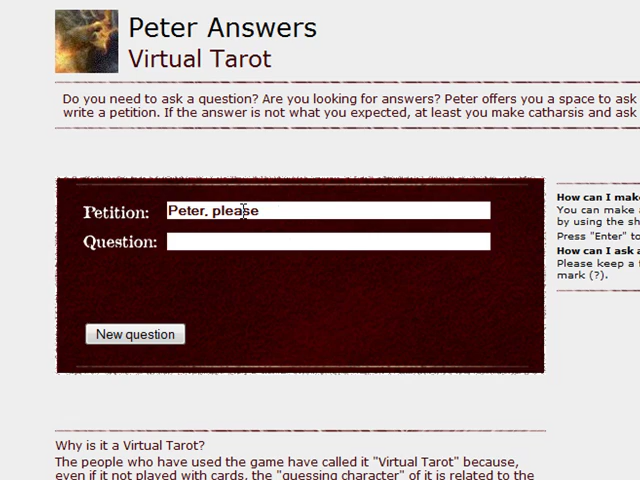 Peter Answers
Virtual Tarot
Do you need to ask a question? Are you looking for answers? Peter offers you a space to ask
write a petition. If the answer is not what you expected, at least you make catharsis and ask
Petition: Peter, please
Question:
New question
How can I mak
You can make a
by using the sh
Press "Enter" to
How can I ask a
Please keep a f
mark (?).
Why is it a Virtual Tarot?
The people who have used the game have called it "Virtual Tarot" because,
even if it not played with cards, the "guessing character" of it is related to the